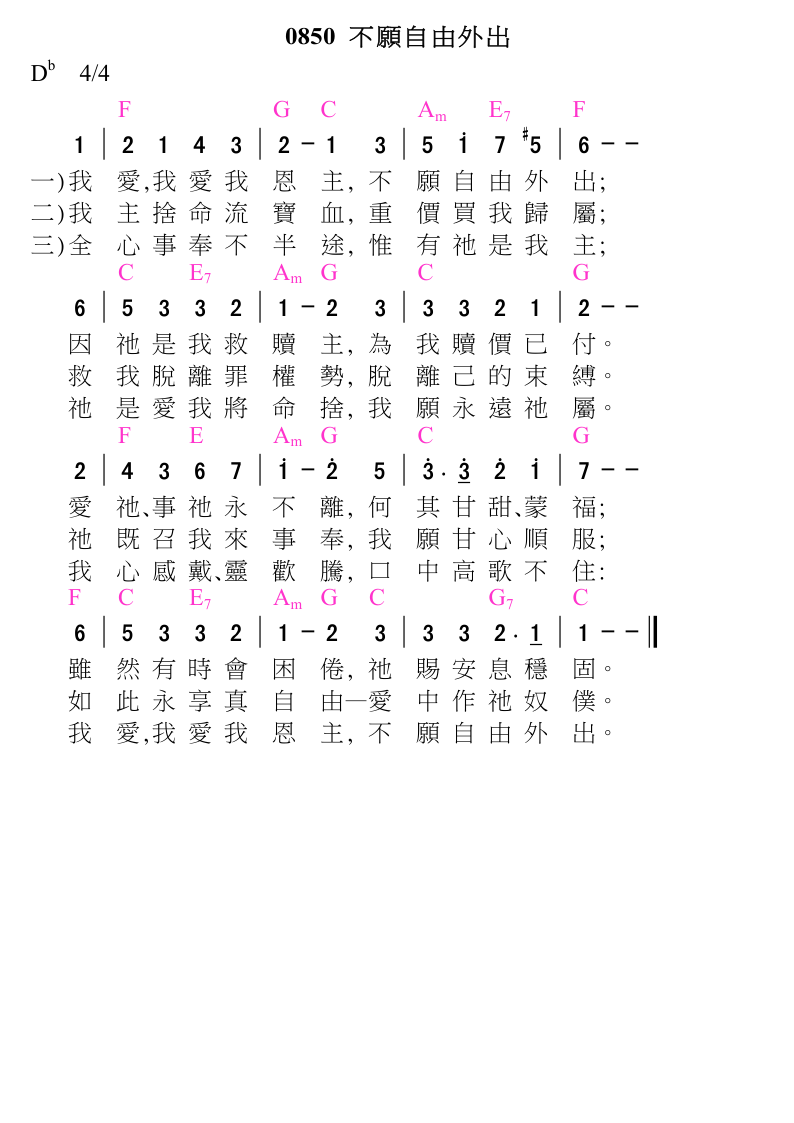 0850 不願自由外出
Db 4/4
F G C Am E7 F
1 | 2 1 4 3 | 2 - 1 3 | 5 i 7 #5 | 6 - -
一)我 愛,我 愛 我 恩 主, 不 願 自 由 外 出;
二)我 主 捨 命 流 寶 血, 重 價 買 我 歸 屬;
三)全 心 事 奉 不 半 途, 惟 有 祂 是 我 主;
C E7 Am G C G
6 | 5 3 3 2 | 1 - 2 3 | 3 3 2 1 | 2 - -
因 祂 是 我 救 贖 主, 為 我 贖 價 已 付。
救 我 脫 離 罪 權 勢, 脫 離 己 的 束 縛。
祂 是 愛 我 將 命 捨, 我 願 永 遠 祂 屬。
F E Am G C G
2 | 4 3 6 7 | 1̇ - 2̇ 5 | 3̇ . 3̇ 2̇ 1̇ | 7 - -
愛 祂、事 祂 永 不 離, 何 其 甘 甜、蒙 福;
祂 既 召 我 來 事 奉, 我 願 甘 心 順 服;
我 心 感 戴、靈 歡 騰, 口 中 高 歌 不 住:
F C E7 Am G C G7 C
6 | 5 3 3 2 | 1 - 2 3 | 3 3 2 . 1 | 1 - - ‖
雖 然 有 時 會 困 倦, 祂 賜 安 息 穩 固。
如 此 永 享 真 自 由—愛 中 作 祂 奴 僕。
我 愛,我 愛 我 恩 主, 不 願 自 由 外 出。